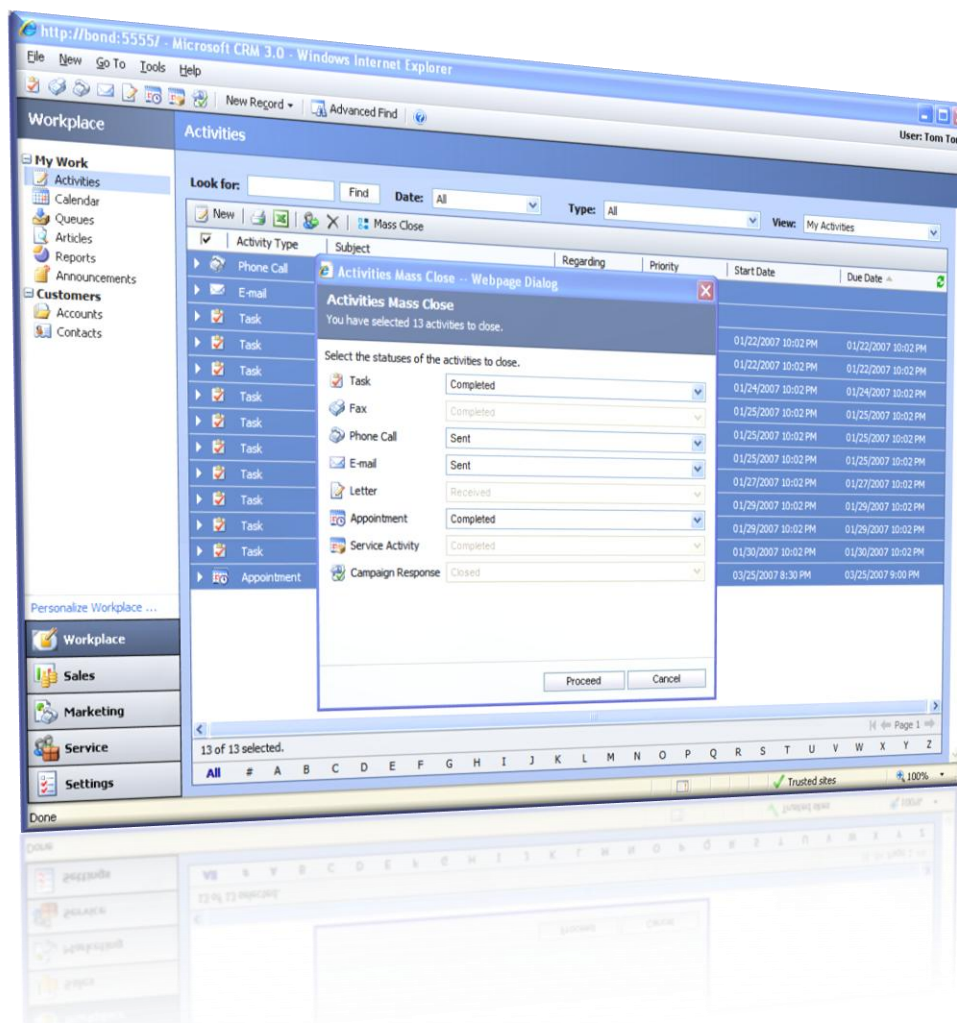 http://bond:5555/ - Microsoft CRM 3.0 - Windows Internet Explorer
File New Go To Tools Help
New Record Advanced Find
Workplace
Activities
User: Tom
My Work
Activities
Calendar
Queues
Articles
Reports
Announcements
Customers
Accounts
Contacts
Personalize Workplace ...
Workplace
Sales
Marketing
Service
Settings
Look for: Find Date: All Type: All View: My Activities
New Mass Close
Activity Type Subject Regarding Priority Start Date Due Date
Phone Call
E-mail
Task
Task 01/22/2007 10:02 PM 01/22/2007 10:02 PM
Task 01/22/2007 10:02 PM 01/22/2007 10:02 PM
Task 01/24/2007 10:02 PM 01/24/2007 10:02 PM
Task 01/25/2007 10:02 PM 01/25/2007 10:02 PM
Task 01/25/2007 10:02 PM 01/25/2007 10:02 PM
Task 01/25/2007 10:02 PM 01/25/2007 10:02 PM
Task 01/27/2007 10:02 PM 01/27/2007 10:02 PM
Task 01/29/2007 10:02 PM 01/29/2007 10:02 PM
Task 01/29/2007 10:02 PM 01/29/2007 10:02 PM
01/30/2007 10:02 PM 01/30/2007 10:02 PM
Appointment 03/25/2007 8:30 PM 03/25/2007 9:00 PM
Activities Mass Close -- Webpage Dialog
Activities Mass Close
You have selected 13 activities to close.
Select the statuses of the activities to close.
Task Completed
Fax Completed
Phone Call Sent
E-mail Sent
Letter Received
Appointment Completed
Service Activity Completed
Campaign Response Closed
Proceed Cancel
13 of 13 selected. Page 1
All # A B C D E F G H I J K L M N O P Q R S T U V W X Y Z
Done Trusted sites 100%